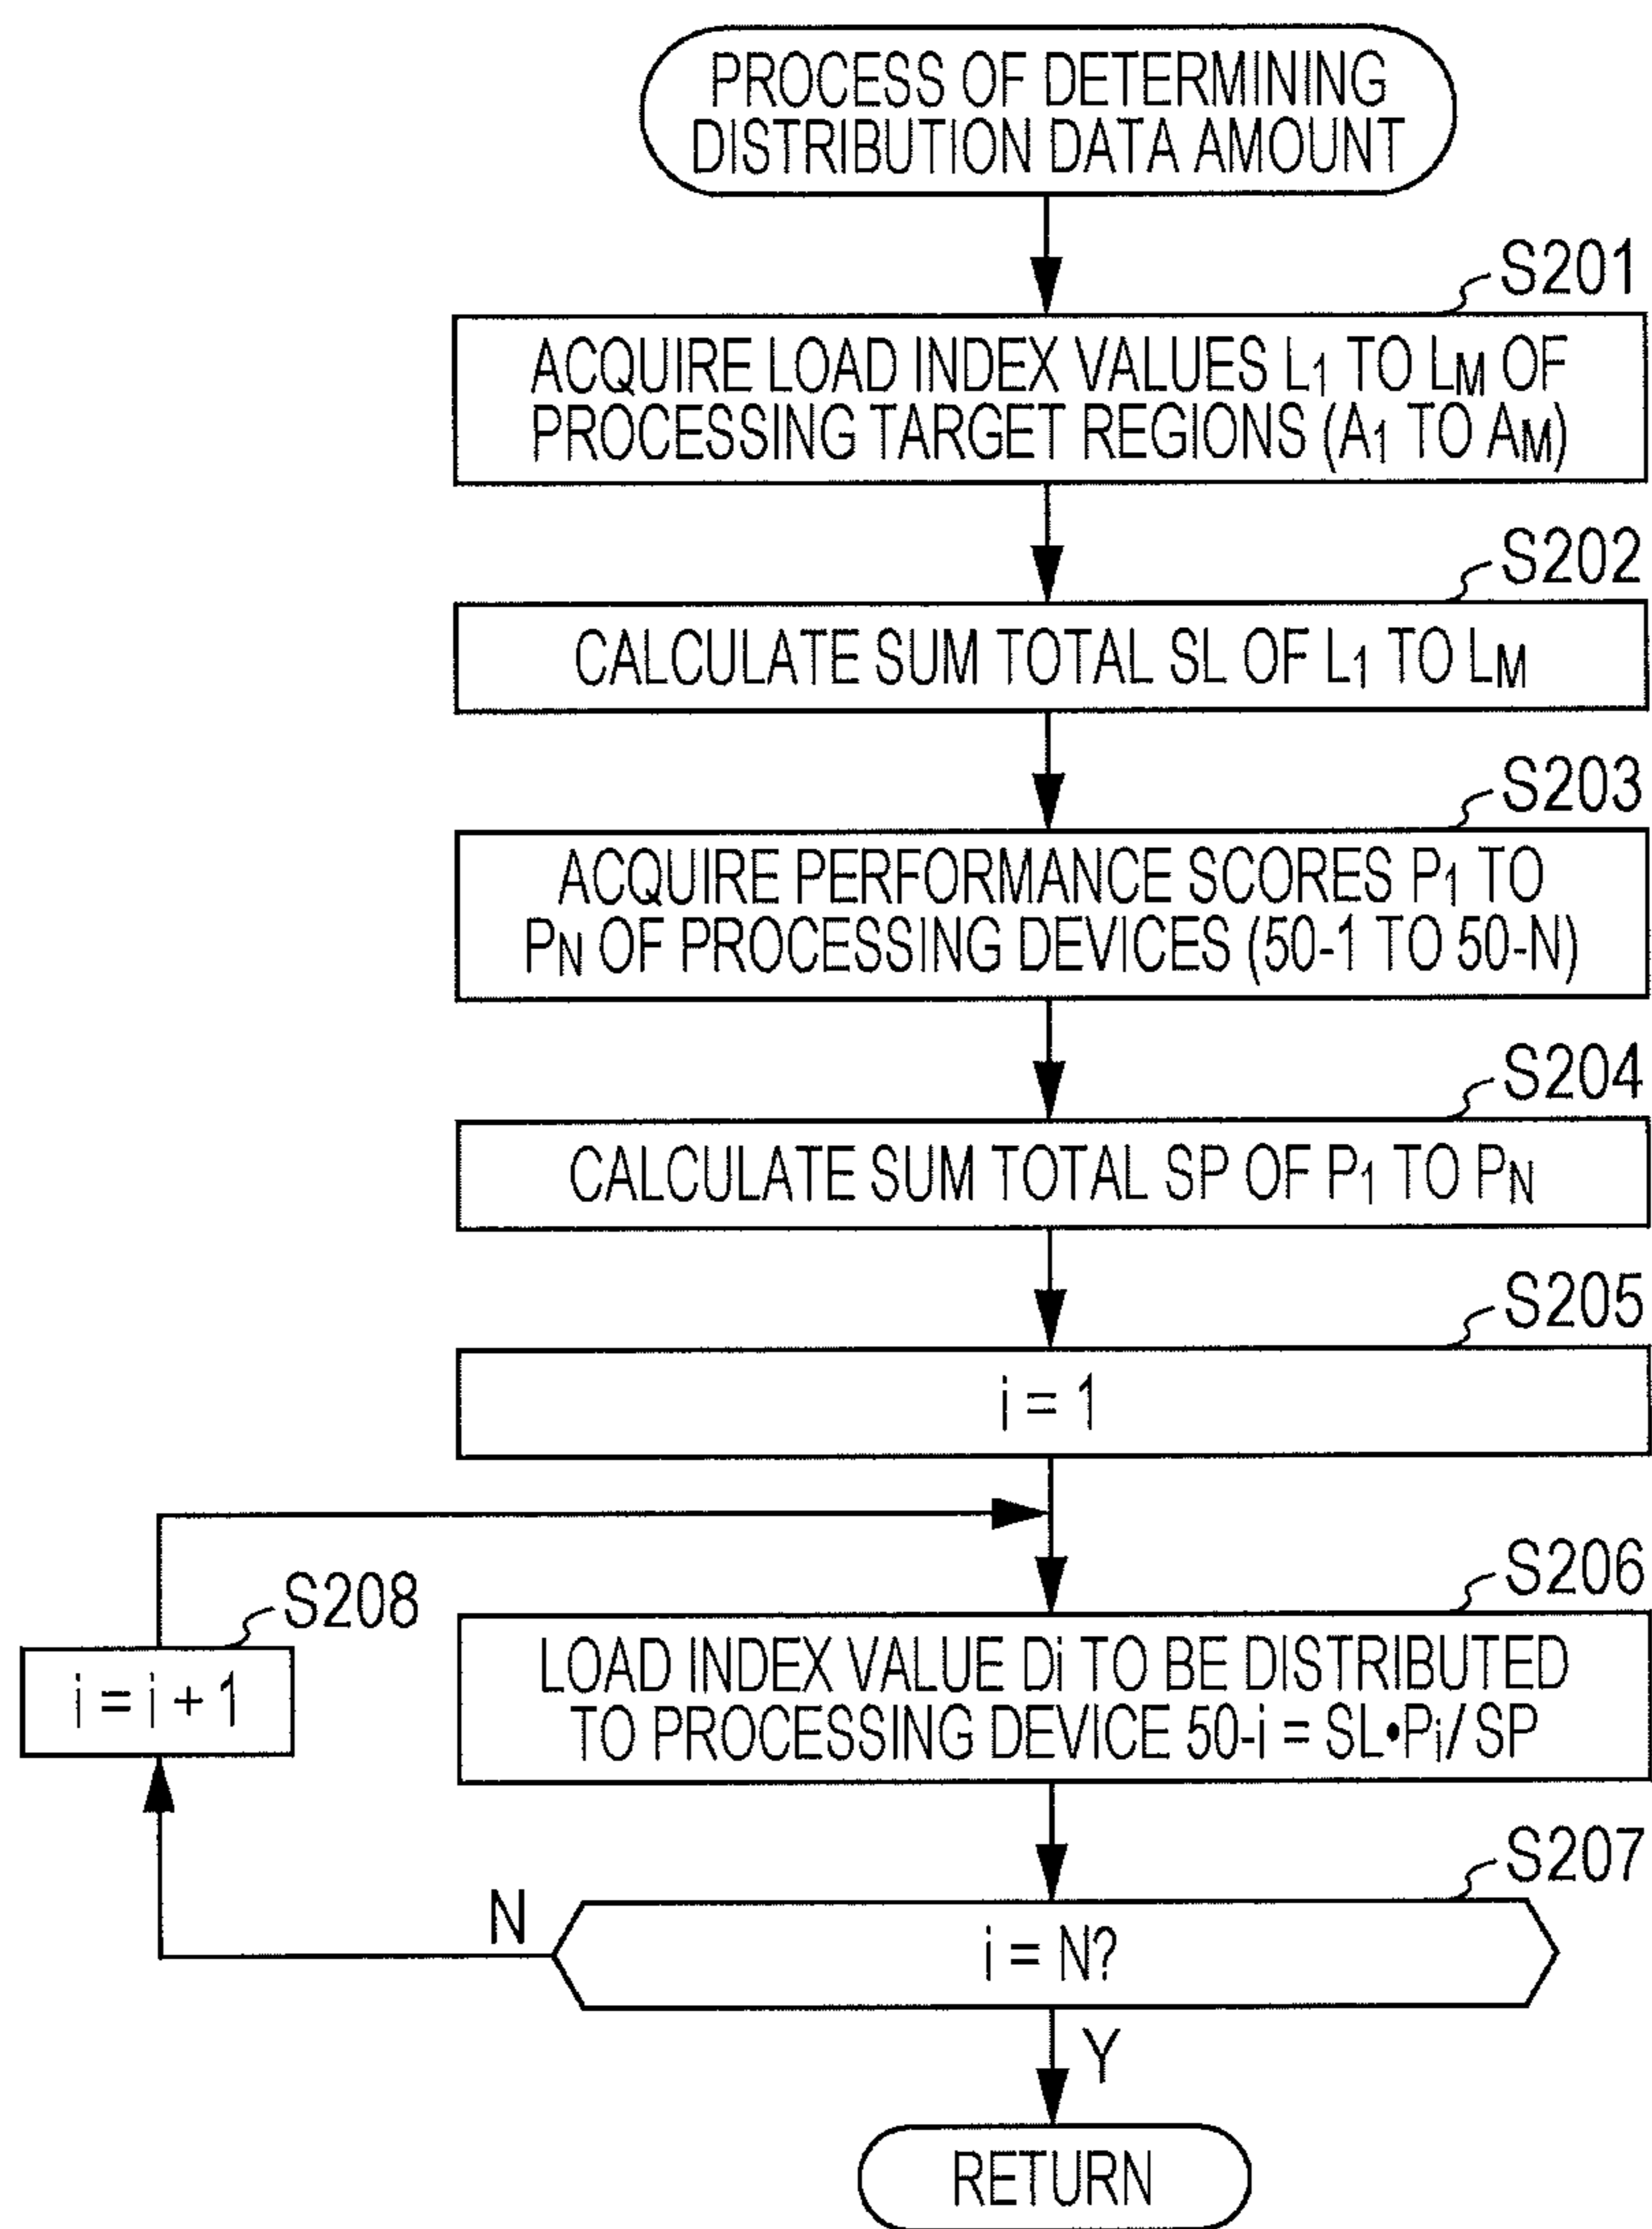 PROCESS OF DETERMINING
DISTRIBUTION DATA AMOUNT
S201
ACQUIRE LOAD INDEX VALUES L1 TO LM OF
PROCESSING TARGET REGIONS (A1 TO AM)
S202
CALCULATE SUM TOTAL SL OF L1 TO LM
S203
ACQUIRE PERFORMANCE SCORES P1 TO
PN OF PROCESSING DEVICES (50-1 TO 50-N)
S204
CALCULATE SUM TOTAL SP OF P1 TO PN
S205
i = 1
S206
LOAD INDEX VALUE Di TO BE DISTRIBUTED
TO PROCESSING DEVICE 50-i = SL•Pi/SP
S208
i = i + 1
S207
i = N?
N
Y
RETURN